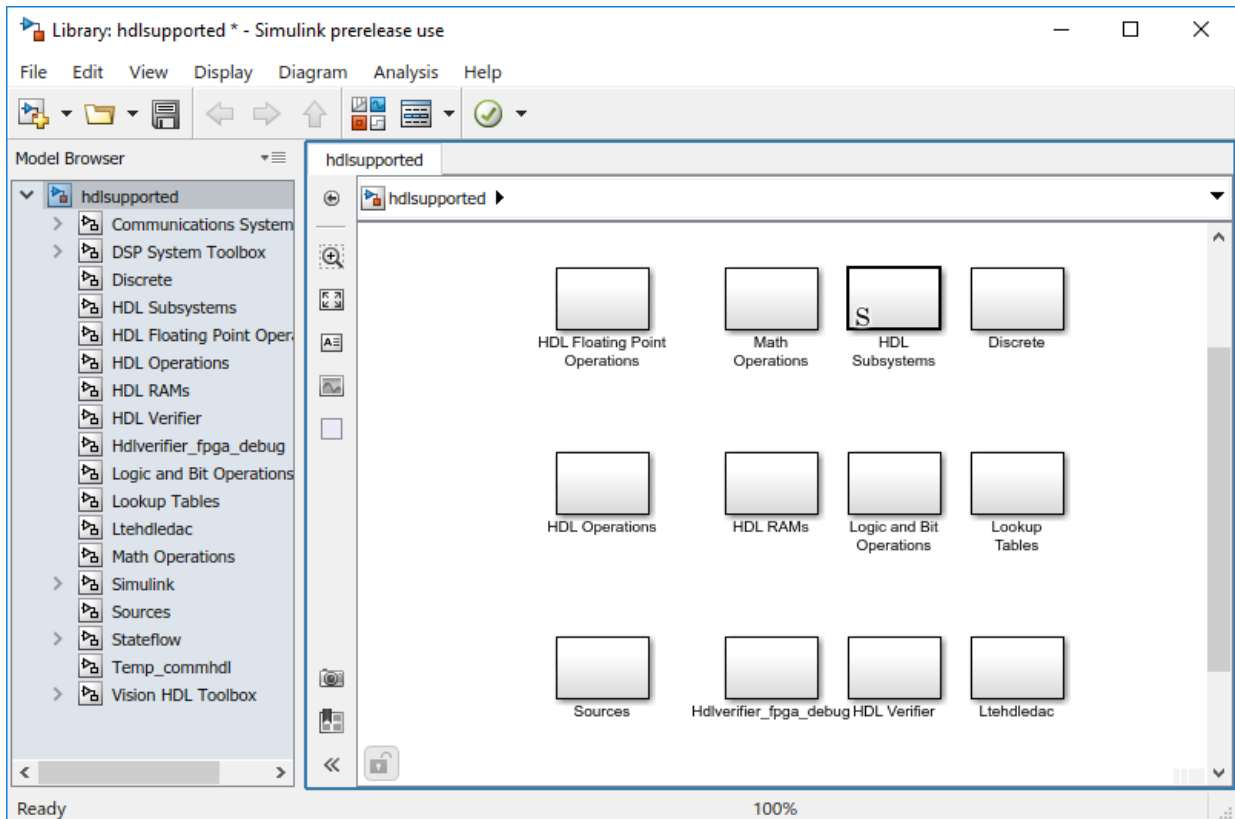 Library: hdlsupported * - Simulink prerelease use
File Edit View Display Diagram Analysis Help
Model Browser
hdlsupported
Communications System
DSP System Toolbox
Discrete
HDL Subsystems
HDL Floating Point Oper
HDL Operations
HDL RAMs
HDL Verifier
Hdlverifier_fpga_debug
Logic and Bit Operations
Lookup Tables
Ltehdledac
Math Operations
Simulink
Sources
Stateflow
Temp_commhdl
Vision HDL Toolbox
hdlsupported
hdlsupported
S
HDL Floating Point
Operations
Math
Operations
HDL
Subsystems
Discrete
HDL Operations
HDL RAMs
Logic and Bit
Operations
Lookup
Tables
Sources
Hdlverifier_fpga_debug
HDL Verifier
Ltehdledac
Ready 100%